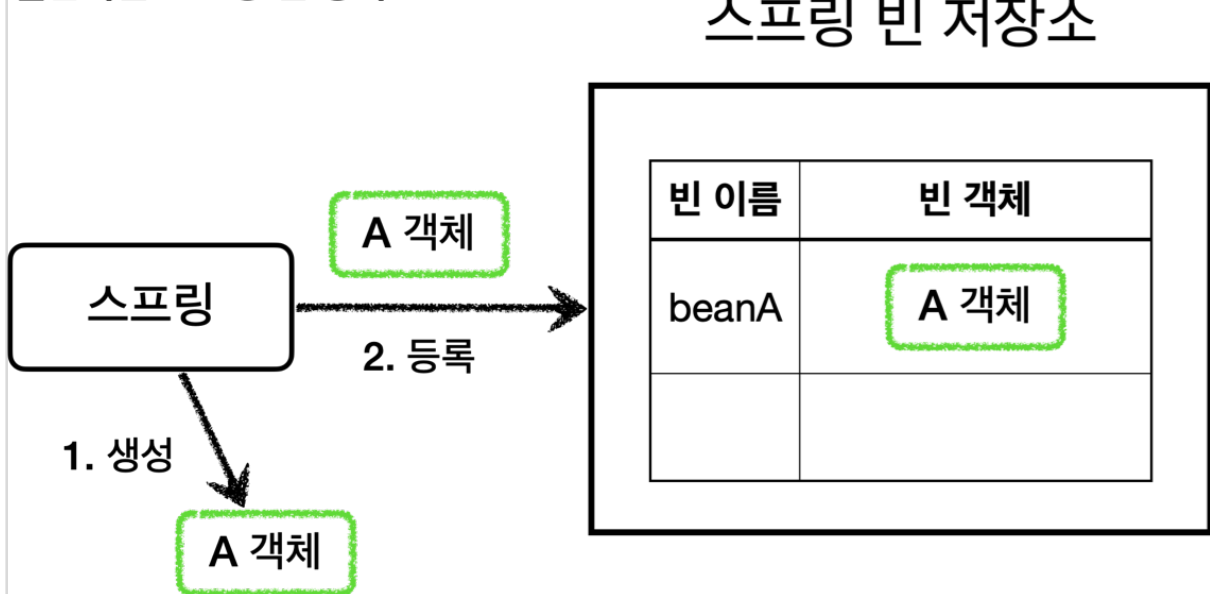 스프링 빈 저장소
빈 이름
빈 객체
A 객체
스프링
beanA
A 객체
2. 등록
1. 생성
A 객체